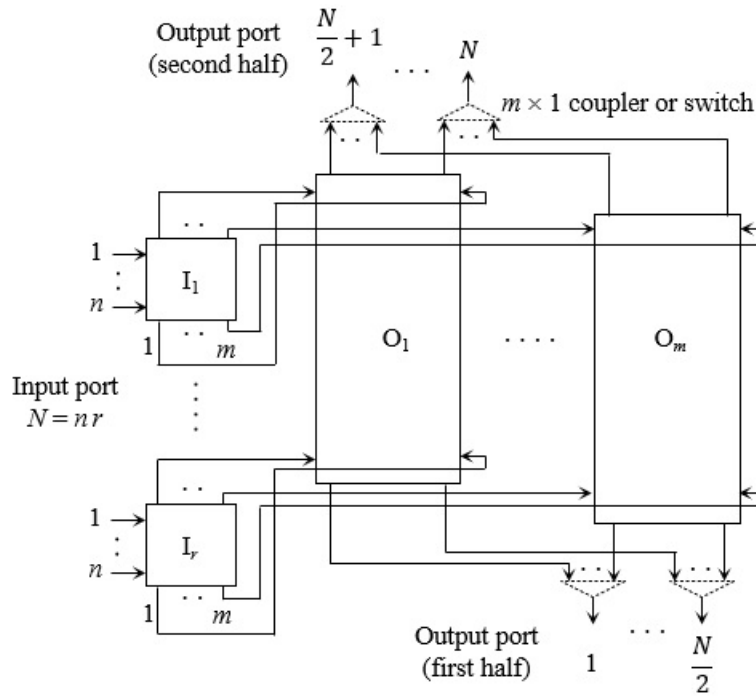 Output port
(second half)
N/2 + 1
. . .
N
m × 1 coupler or switch
. .
. .
. .
. .
1
:
n
I₁
. .
1
m
O₁
. . . .
Oₘ
Input port
N = n r
. .
1
:
n
Iᵣ
. .
1
m
. .
. .
Output port
(first half)
1
. . .
N/2